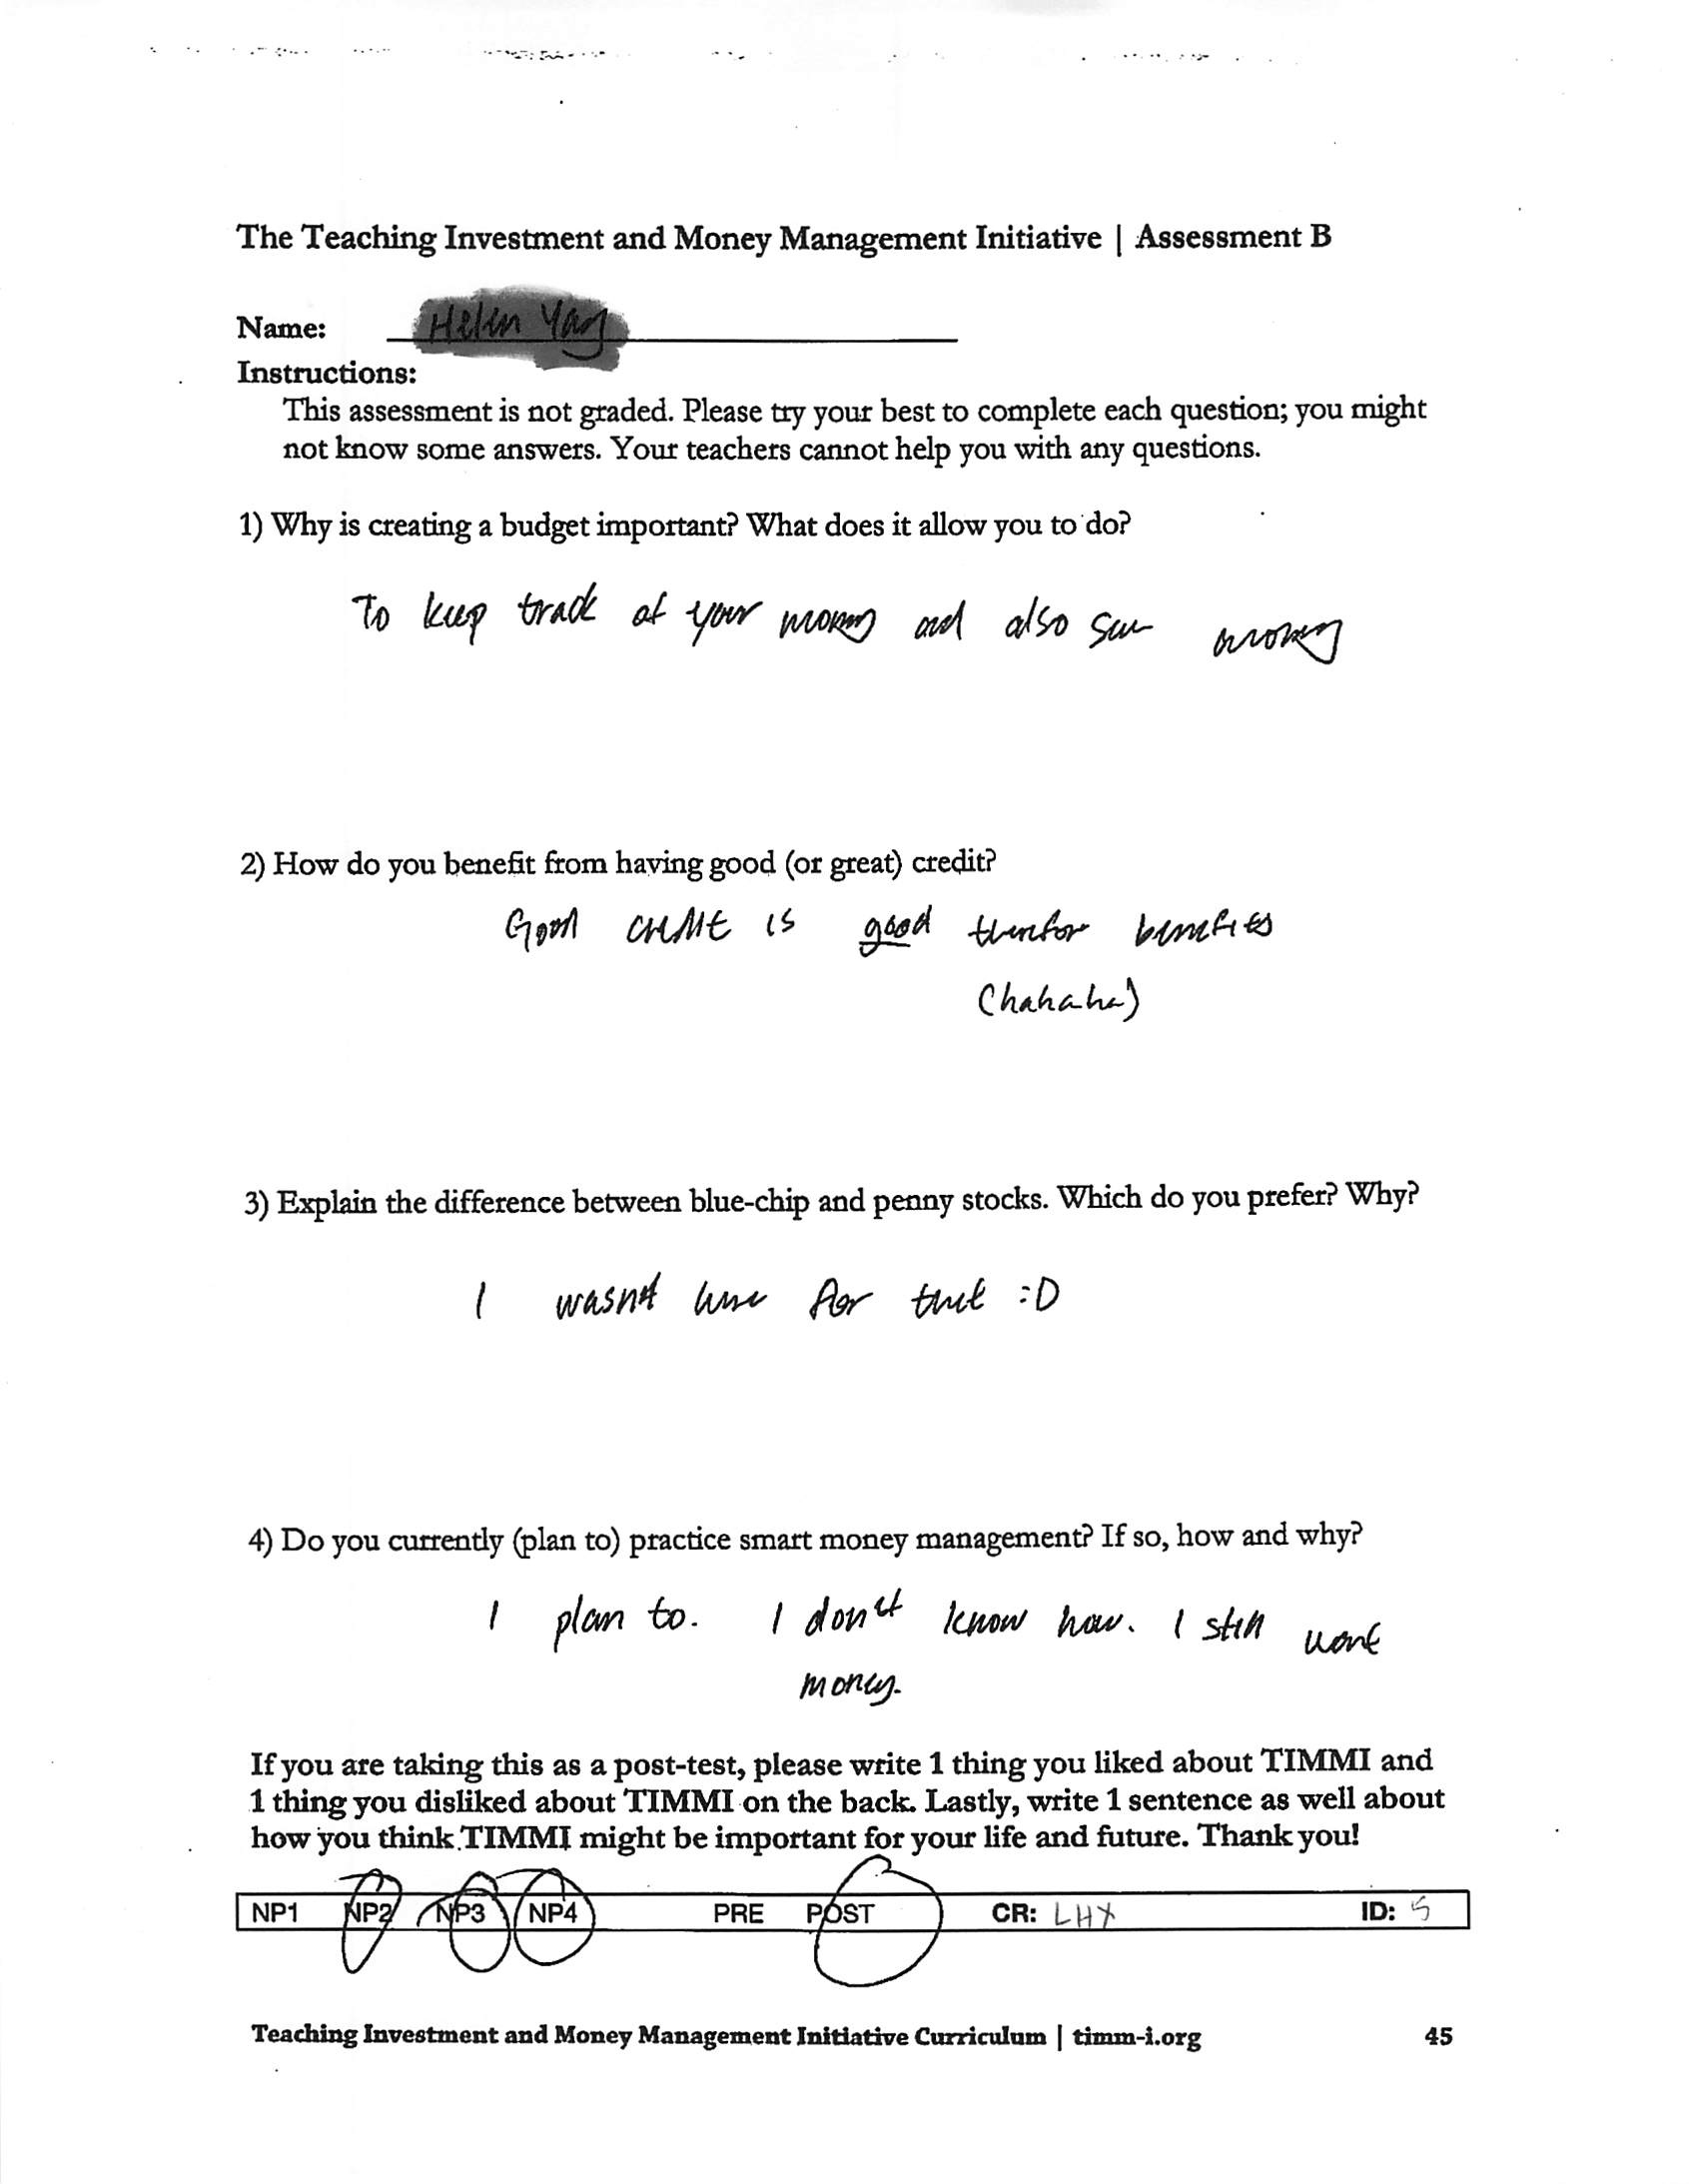 The Teaching Investment and Money Management Initiative | Assessment B
Name:
Instructions:
This assessment is not graded. Please try your best to complete each question; you might
not know some answers. Your teachers cannot help you with any questions.
1) Why is creating a budget important? What does it allow you to do?
To keep track of your money and also save money
2) How do you benefit from having good (or great) credit?
Good credit is good therefor benefits
(hahaha)
3) Explain the difference between blue-chip and penny stocks. Which do you prefer? Why?
I wasn't here for that :D
4) Do you currently (plan to) practice smart money management? If so, how and why?
I plan to. I don't know how. I still want
money.
If you are taking this as a post-test, please write 1 thing you liked about TIMMI and
1 thing you disliked about TIMMI on the back. Lastly, write 1 sentence as well about
how you think TIMMI might be important for your life and future. Thank you!
NP1 NP2 NP3 NP4 PRE POST CR: LHX ID: 5
Teaching Investment and Money Management Initiative Curriculum | timm-i.org 45